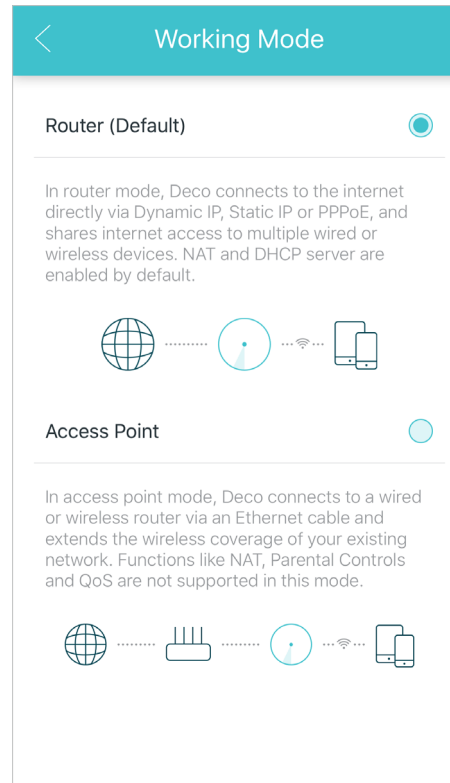 Working Mode
Router (Default)
In router mode, Deco connects to the internet
directly via Dynamic IP, Static IP or PPPoE, and
shares internet access to multiple wired or
wireless devices. NAT and DHCP server are
enabled by default.
Access Point
In access point mode, Deco connects to a wired
or wireless router via an Ethernet cable and
extends the wireless coverage of your existing
network. Functions like NAT, Parental Controls
and QoS are not supported in this mode.